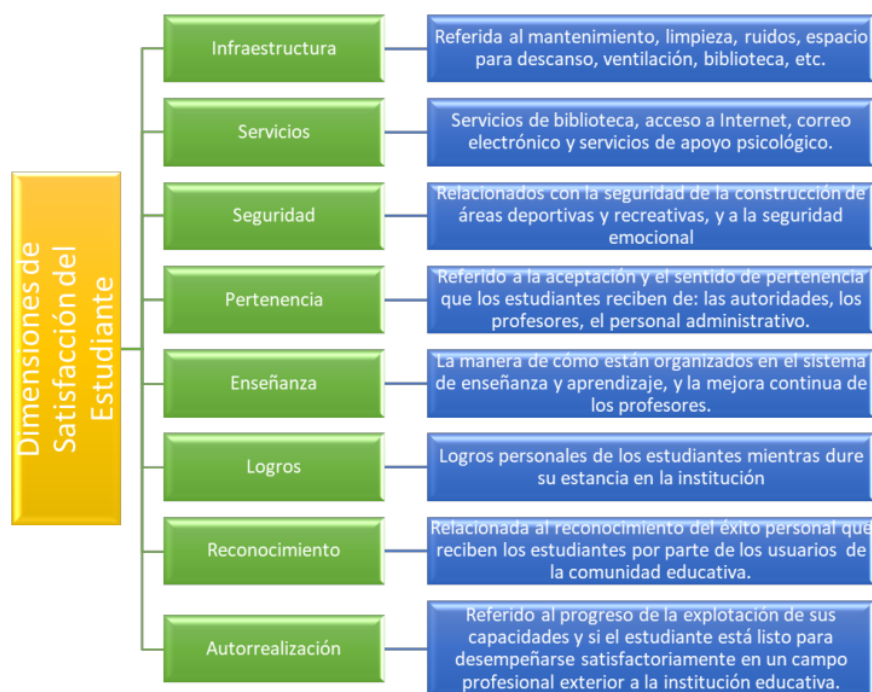 Dimensiones de
Satisfacción del
Estudiante
Infraestructura
Referida al mantenimiento, limpieza, ruidos, espacio
para descanso, ventilación, biblioteca, etc.
Servicios
Servicios de biblioteca, acceso a Internet, correo
electrónico y servicios de apoyo psicológico.
Seguridad
Relacionados con la seguridad de la construcción de
áreas deportivas y recreativas, y a la seguridad
emocional
Pertenencia
Referido a la aceptación y el sentido de pertenencia
que los estudiantes reciben de: las autoridades, los
profesores, el personal administrativo.
Enseñanza
La manera de cómo están organizados en el sistema
de enseñanza y aprendizaje, y la mejora continua de
los profesores.
Logros
Logros personales de los estudiantes mientras dure
su estancia en la institución
Reconocimiento
Relacionada al reconocimiento del éxito personal que
reciben los estudiantes por parte de los usuarios de
la comunidad educativa.
Autorrealización
Referido al progreso de la explotación de sus
capacidades y si el estudiante está listo para
desempeñarse satisfactoriamente en un campo
profesional exterior a la institución educativa.